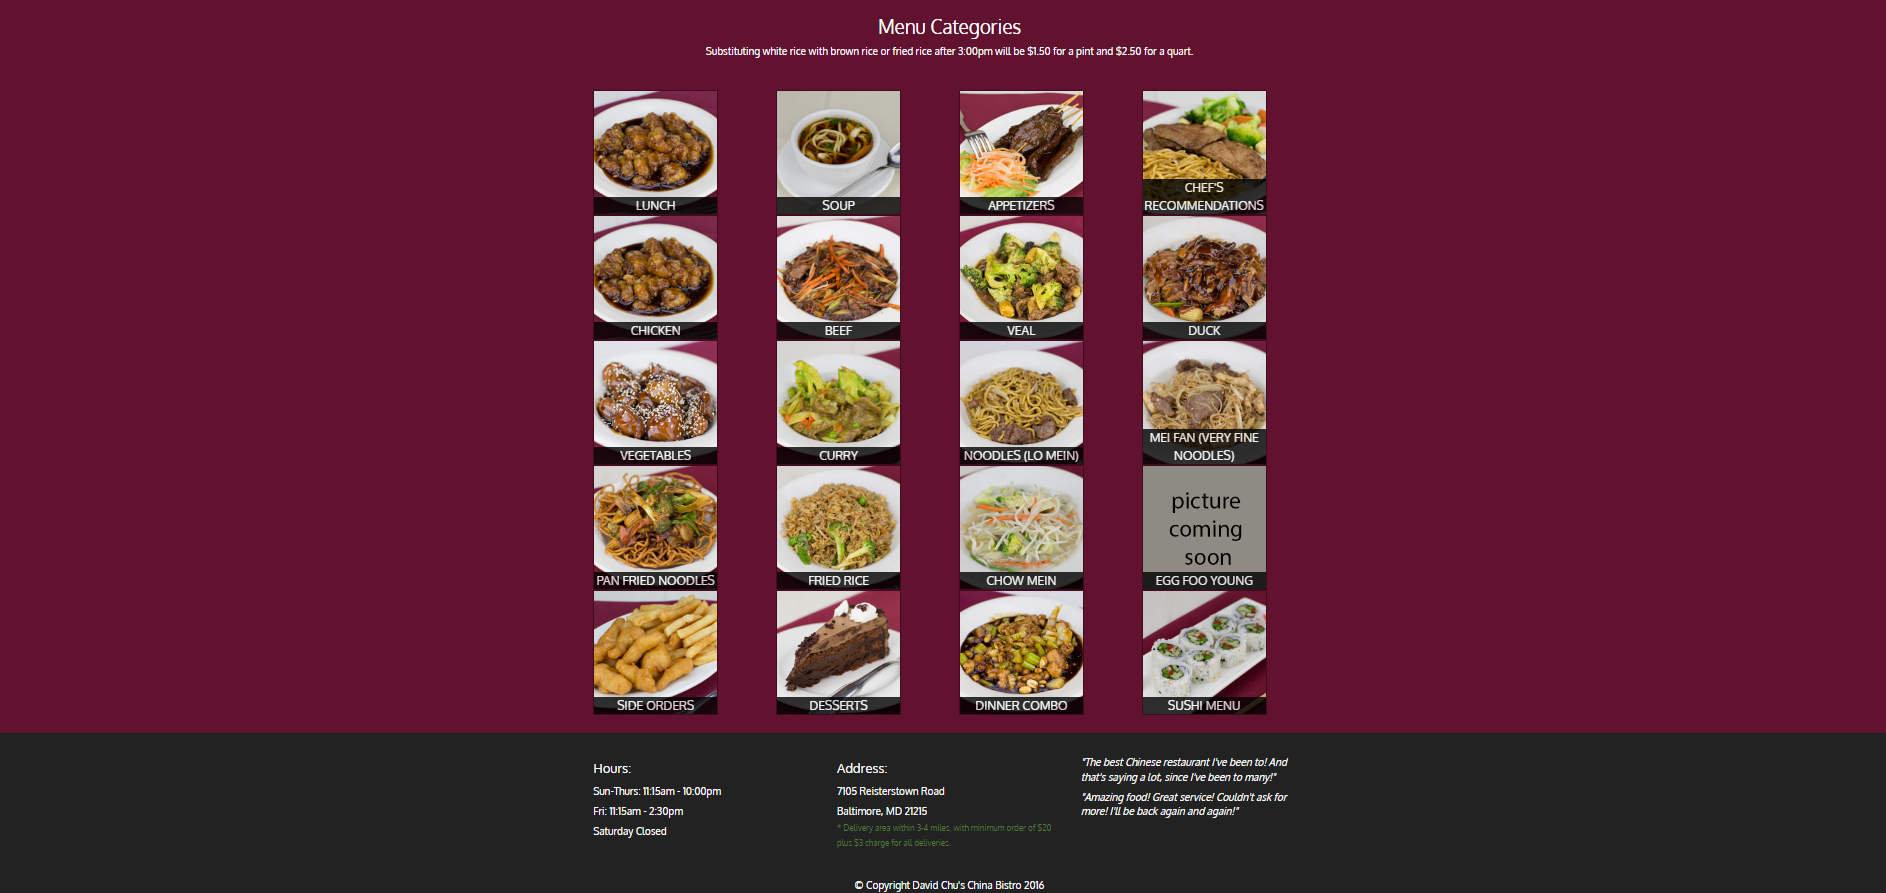 Menu Categories
Substituting white rice with brown rice or fried rice after 3:00pm will be $1.50 for a pint and $2.50 for a quart.
LUNCH
SOUP
APPETIZERS
CHEF'S
RECOMMENDATIONS
CHICKEN
BEEF
VEAL
DUCK
VEGETABLES
CURRY
NOODLES (LO MEIN)
MEI FAN (VERY FINE
NOODLES)
PAN FRIED NOODLES
FRIED RICE
CHOW MEIN
picture
coming
soon
EGG FOO YOUNG
SIDE ORDERS
DESSERTS
DINNER COMBO
SUSHI MENU
Hours:
Sun-Thurs: 11:15am - 10:00pm
Fri: 11:15am - 2:30pm
Saturday Closed
Address:
7105 Reisterstown Road
Baltimore, MD 21215
* Delivery area within 3-4 miles, with minimum order of $20
plus $3 charge for all deliveries.
"The best Chinese restaurant I've been to! And
that's saying a lot, since I've been to many!"
"Amazing food! Great service! Couldn't ask for
more! I'll be back again and again!"
© Copyright David Chu's China Bistro 2016